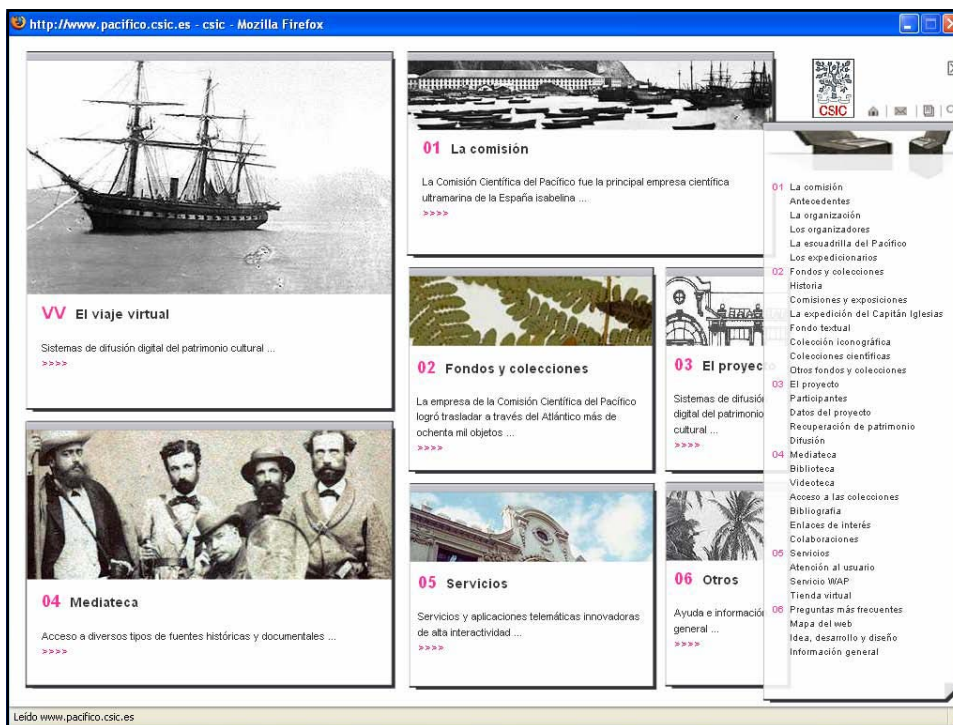 http://www.pacifico.csic.es - csic - Mozilla Firefox
VV El viaje virtual
Sistemas de difusión digital del patrimonio cultural ...
>>>>
01 La comisión
La Comisión Científica del Pacífico fue la principal empresa científica
ultramarina de la España isabelina ...
>>>>
02 Fondos y colecciones
La empresa de la Comisión Científica del Pacífico
logró trasladar a través del Atlántico más de
ochenta mil objetos ...
>>>>
03 El proyecto
Sistemas de difusión
digital del patrimonio
cultural ...
>>>>
04 Mediateca
Acceso a diversos tipos de fuentes históricas y documentales ...
>>>>
05 Servicios
Servicios y aplicaciones telemáticas innovadoras
de alta interactividad ...
>>>>
06 Otros
Ayuda e información
general ...
>>>>
CSIC
01 La comisión
Antecedentes
La organización
Los organizadores
La escuadrilla del Pacífico
Los expedicionarios
02 Fondos y colecciones
Historia
Comisiones y exposiciones
La expedición del Capitán Iglesias
Fondo textual
Colección iconográfica
Colecciones científicas
Otros fondos y colecciones
03 El proyecto
Participantes
Datos del proyecto
Recuperación de patrimonio
Difusión
04 Mediateca
Biblioteca
Videoteca
Acceso a las colecciones
Bibliografia
Enlaces de interés
Colaboraciones
05 Servicios
Atención al usuario
Servicio WAP
Tienda virtual
06 Preguntas más frecuentes
Mapa del web
Idea, desarrollo y diseño
Información general
Leído www.pacifico.csic.es